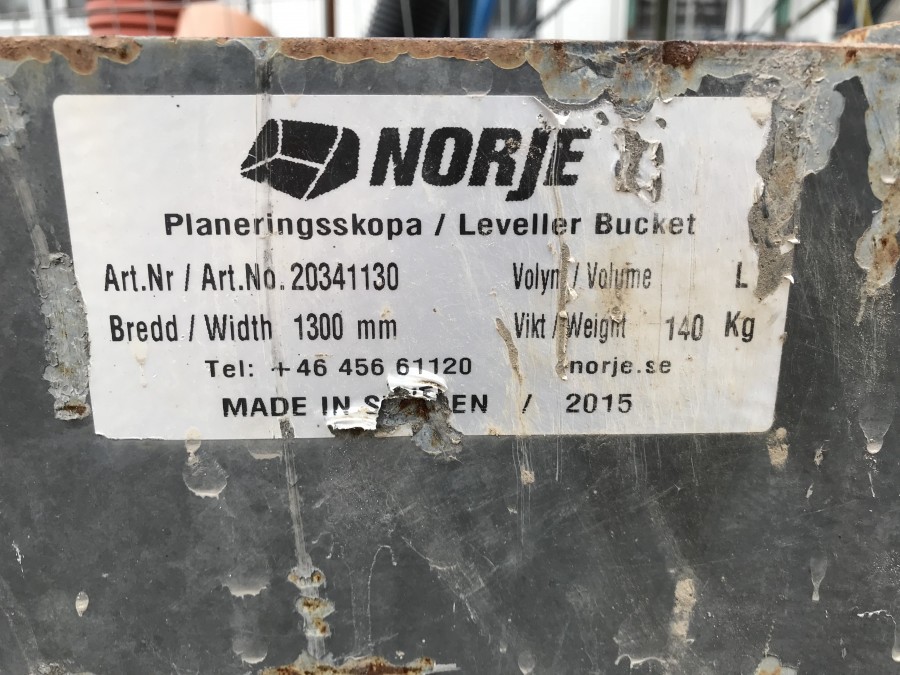 NORJE
Planeringsskopa / Leveller Bucket
Art.Nr / Art.No. 20341130
Volym / Volume L
Bredd / Width 1300 mm
Vikt / Weight 140 Kg
Tel: +46 456 61120
norje.se
MADE IN SWEDEN / 2015